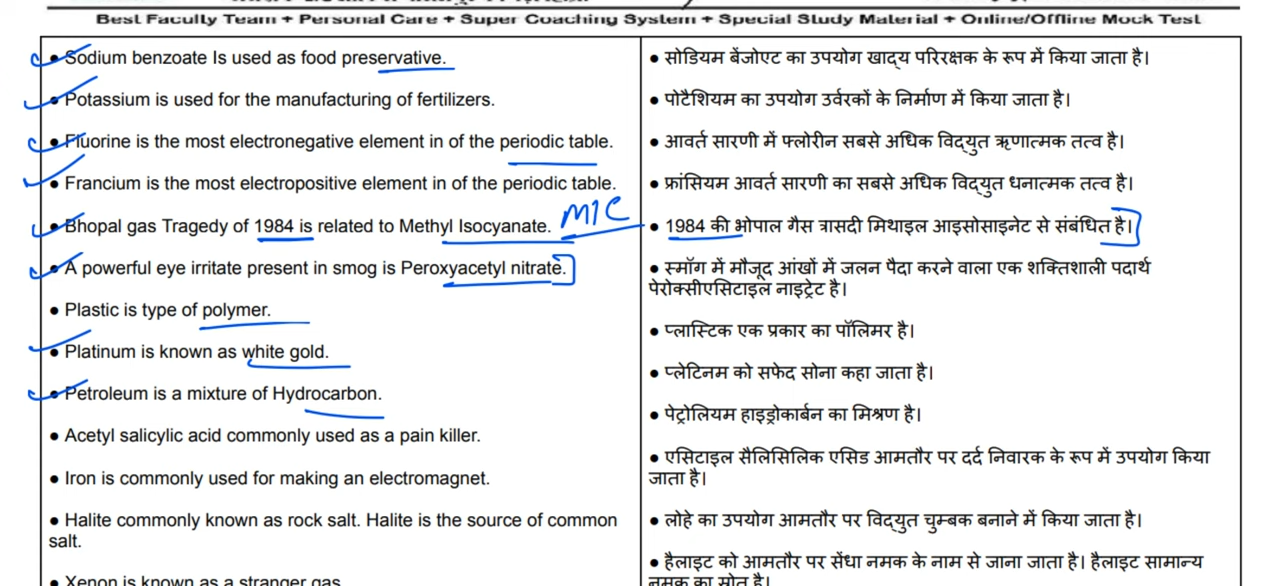 Best Faculty Team + Personal Care + Super Coaching System + Special Study Material + Online/Offline Mock Test
● Sodium benzoate Is used as food preservative.
● Potassium is used for the manufacturing of fertilizers.
● Fluorine is the most electronegative element in of the periodic table.
● Francium is the most electropositive element in of the periodic table.
● Bhopal gas Tragedy of 1984 is related to Methyl Isocyanate.
MIC
● A powerful eye irritate present in smog is Peroxyacetyl nitrate.
● Plastic is type of polymer.
● Platinum is known as white gold.
● Petroleum is a mixture of Hydrocarbon.
● Acetyl salicylic acid commonly used as a pain killer.
● Iron is commonly used for making an electromagnet.
● Halite commonly known as rock salt. Halite is the source of common
salt.
● Xenon is known as a stranger gas.
● सोडियम बेंजोएट का उपयोग खाद्य परिरक्षक के रूप में किया जाता है।
● पोटैशियम का उपयोग उर्वरकों के निर्माण में किया जाता है।
● आवर्त सारणी में फ्लोरीन सबसे अधिक विद्युत ऋणात्मक तत्व है।
● फ्रांसियम आवर्त सारणी का सबसे अधिक विद्युत धनात्मक तत्व है।
● 1984 की भोपाल गैस त्रासदी मिथाइल आइसोसाइनेट से संबंधित है।
● स्मॉग में मौजूद आंखों में जलन पैदा करने वाला एक शक्तिशाली पदार्थ
पेरोक्सीएसिटाइल नाइट्रेट है।
● प्लास्टिक एक प्रकार का पॉलिमर है।
● प्लेटिनम को सफेद सोना कहा जाता है।
● पेट्रोलियम हाइड्रोकार्बन का मिश्रण है।
● एसिटाइल सैलिसिलिक एसिड आमतौर पर दर्द निवारक के रूप में उपयोग किया
जाता है।
● लोहे का उपयोग आमतौर पर विद्युत चुम्बक बनाने में किया जाता है।
● हैलाइट को आमतौर पर सेंधा नमक के नाम से जाना जाता है। हैलाइट सामान्य
नमक का स्रोत है।